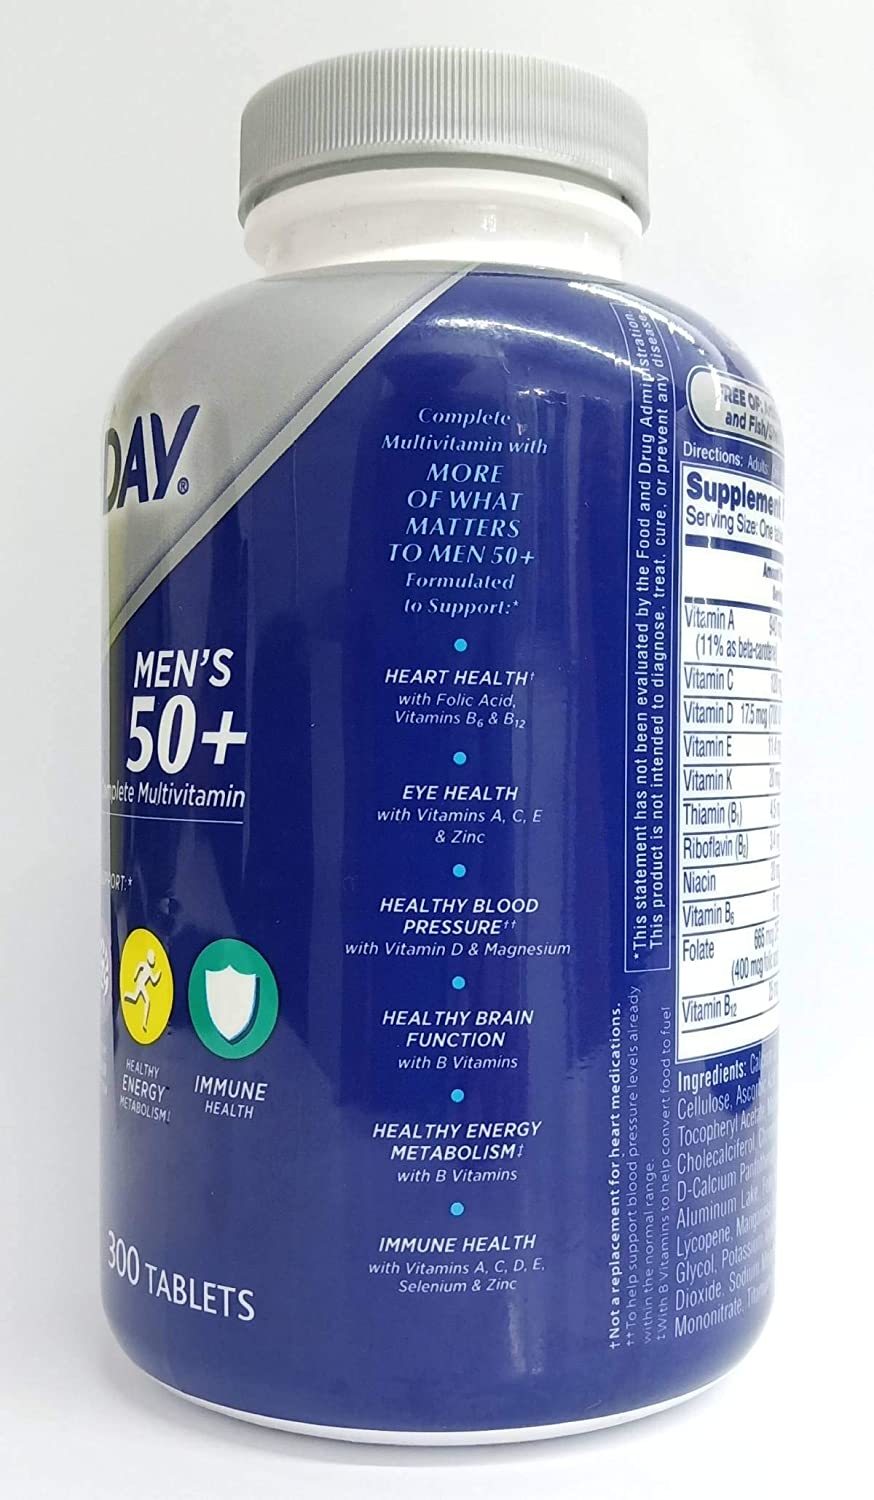 DAY®
MEN'S
50+
Complete Multivitamin
HEALTHY
ENERGY
METABOLISM‡
IMMUNE
HEALTH
300 TABLETS
Complete
Multivitamin with
MORE
OF WHAT
MATTERS
TO MEN 50+
Formulated
to Support:*
HEART HEALTH†
with Folic Acid,
Vitamins B6 & B12
EYE HEALTH
with Vitamins A, C, E
& Zinc
HEALTHY BLOOD
PRESSURE††
with Vitamin D & Magnesium
HEALTHY BRAIN
FUNCTION
with B Vitamins
HEALTHY ENERGY
METABOLISM‡
with B Vitamins
IMMUNE HEALTH
with Vitamins A, C, D, E,
Selenium & Zinc
*This statement has not been evaluated by the Food and Drug Administration.
This product is not intended to diagnose, treat, cure, or prevent any disease.
†Not a replacement for heart medications.
††To help support blood pressure levels already
within the normal range.
‡With B Vitamins to help convert food to fuel
FREE OF:
and Fish/
Directions: Adults:
Supplement
Serving Size: One
Vitamin A
(11% as beta-carotene)
Vitamin C
Vitamin D 17.5 mcg
Vitamin E
Vitamin K
Thiamin (B1)
Riboflavin (B2)
Niacin
Vitamin B6
Folate
(400 mcg folic
Vitamin B12
Ingredients:
Cellulose,
Tocopheryl Acetate,
Cholecalciferol,
D-Calcium
Aluminum Lake,
Lycopene,
Glycol,
Dioxide, Sodium
Mononitrate,